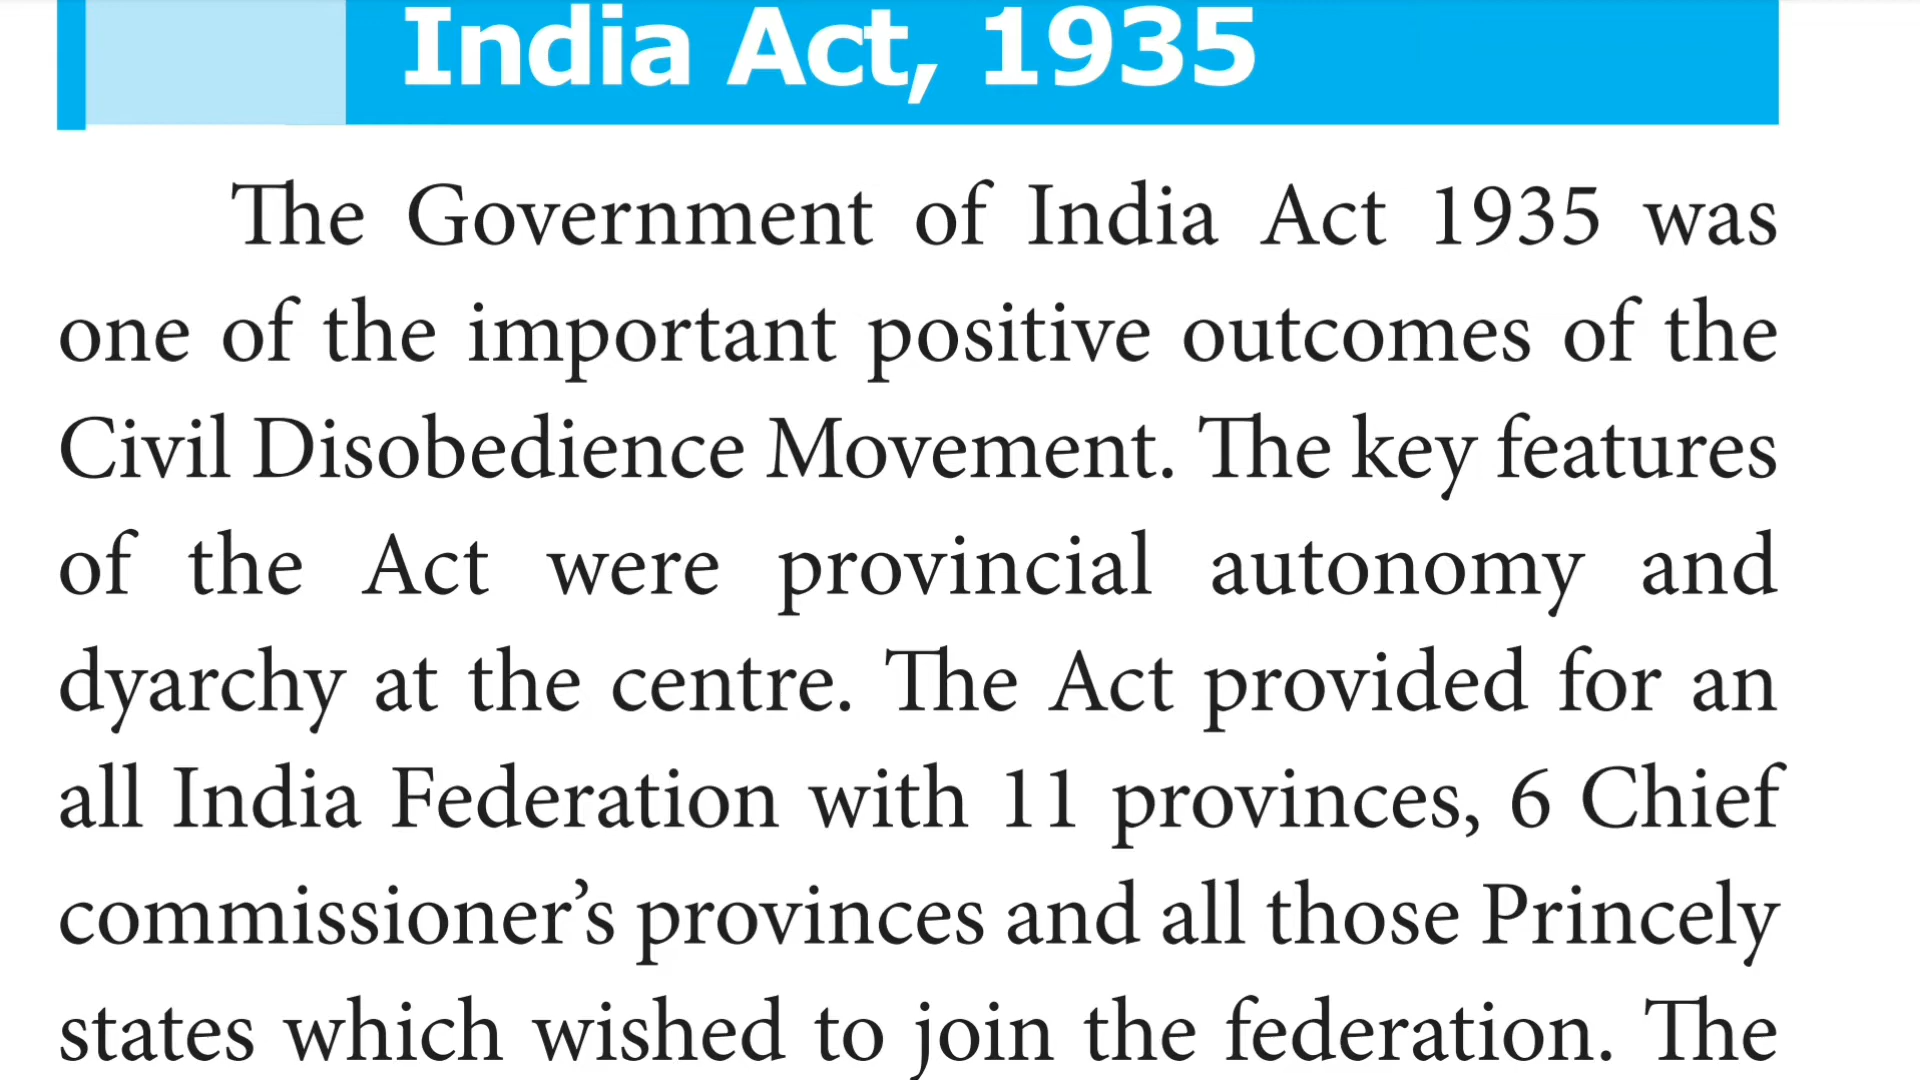 India Act, 1935
The Government of India Act 1935 was
one of the important positive outcomes of the
Civil Disobedience Movement. The key features
of the Act were provincial autonomy and
dyarchy at the centre. The Act provided for an
all India Federation with 11 provinces, 6 Chief
commissioner’s provinces and all those Princely
states which wished to join the federation. The